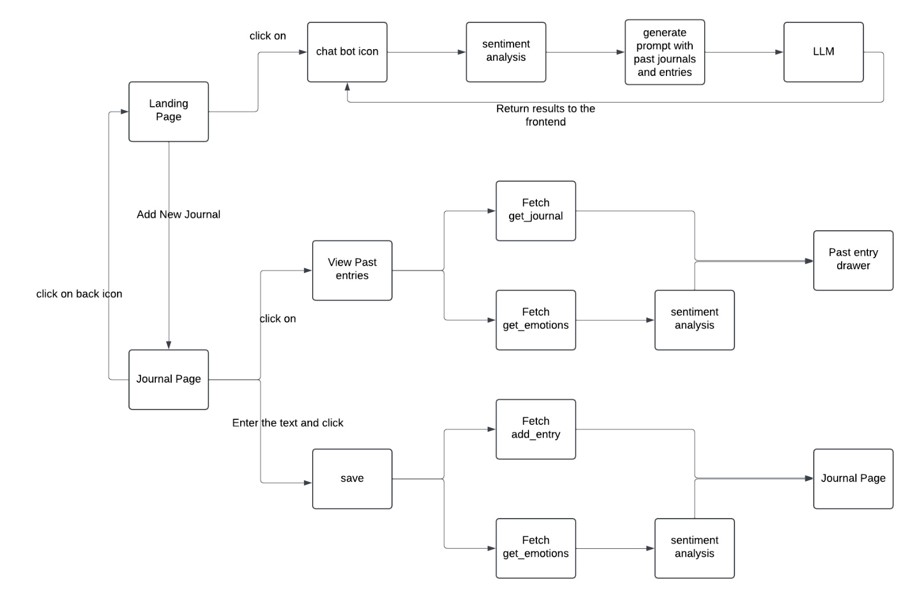 click on
chat bot icon
sentiment
analysis
generate
prompt with
past journals
and entries
LLM
Return results to the
frontend
Landing
Page
Add New Journal
click on back icon
Journal Page
click on
View Past
entries
Fetch
get_journal
Fetch
get_emotions
sentiment
analysis
Past entry
drawer
Enter the text and click
save
Fetch
add_entry
Fetch
get_emotions
sentiment
analysis
Journal Page